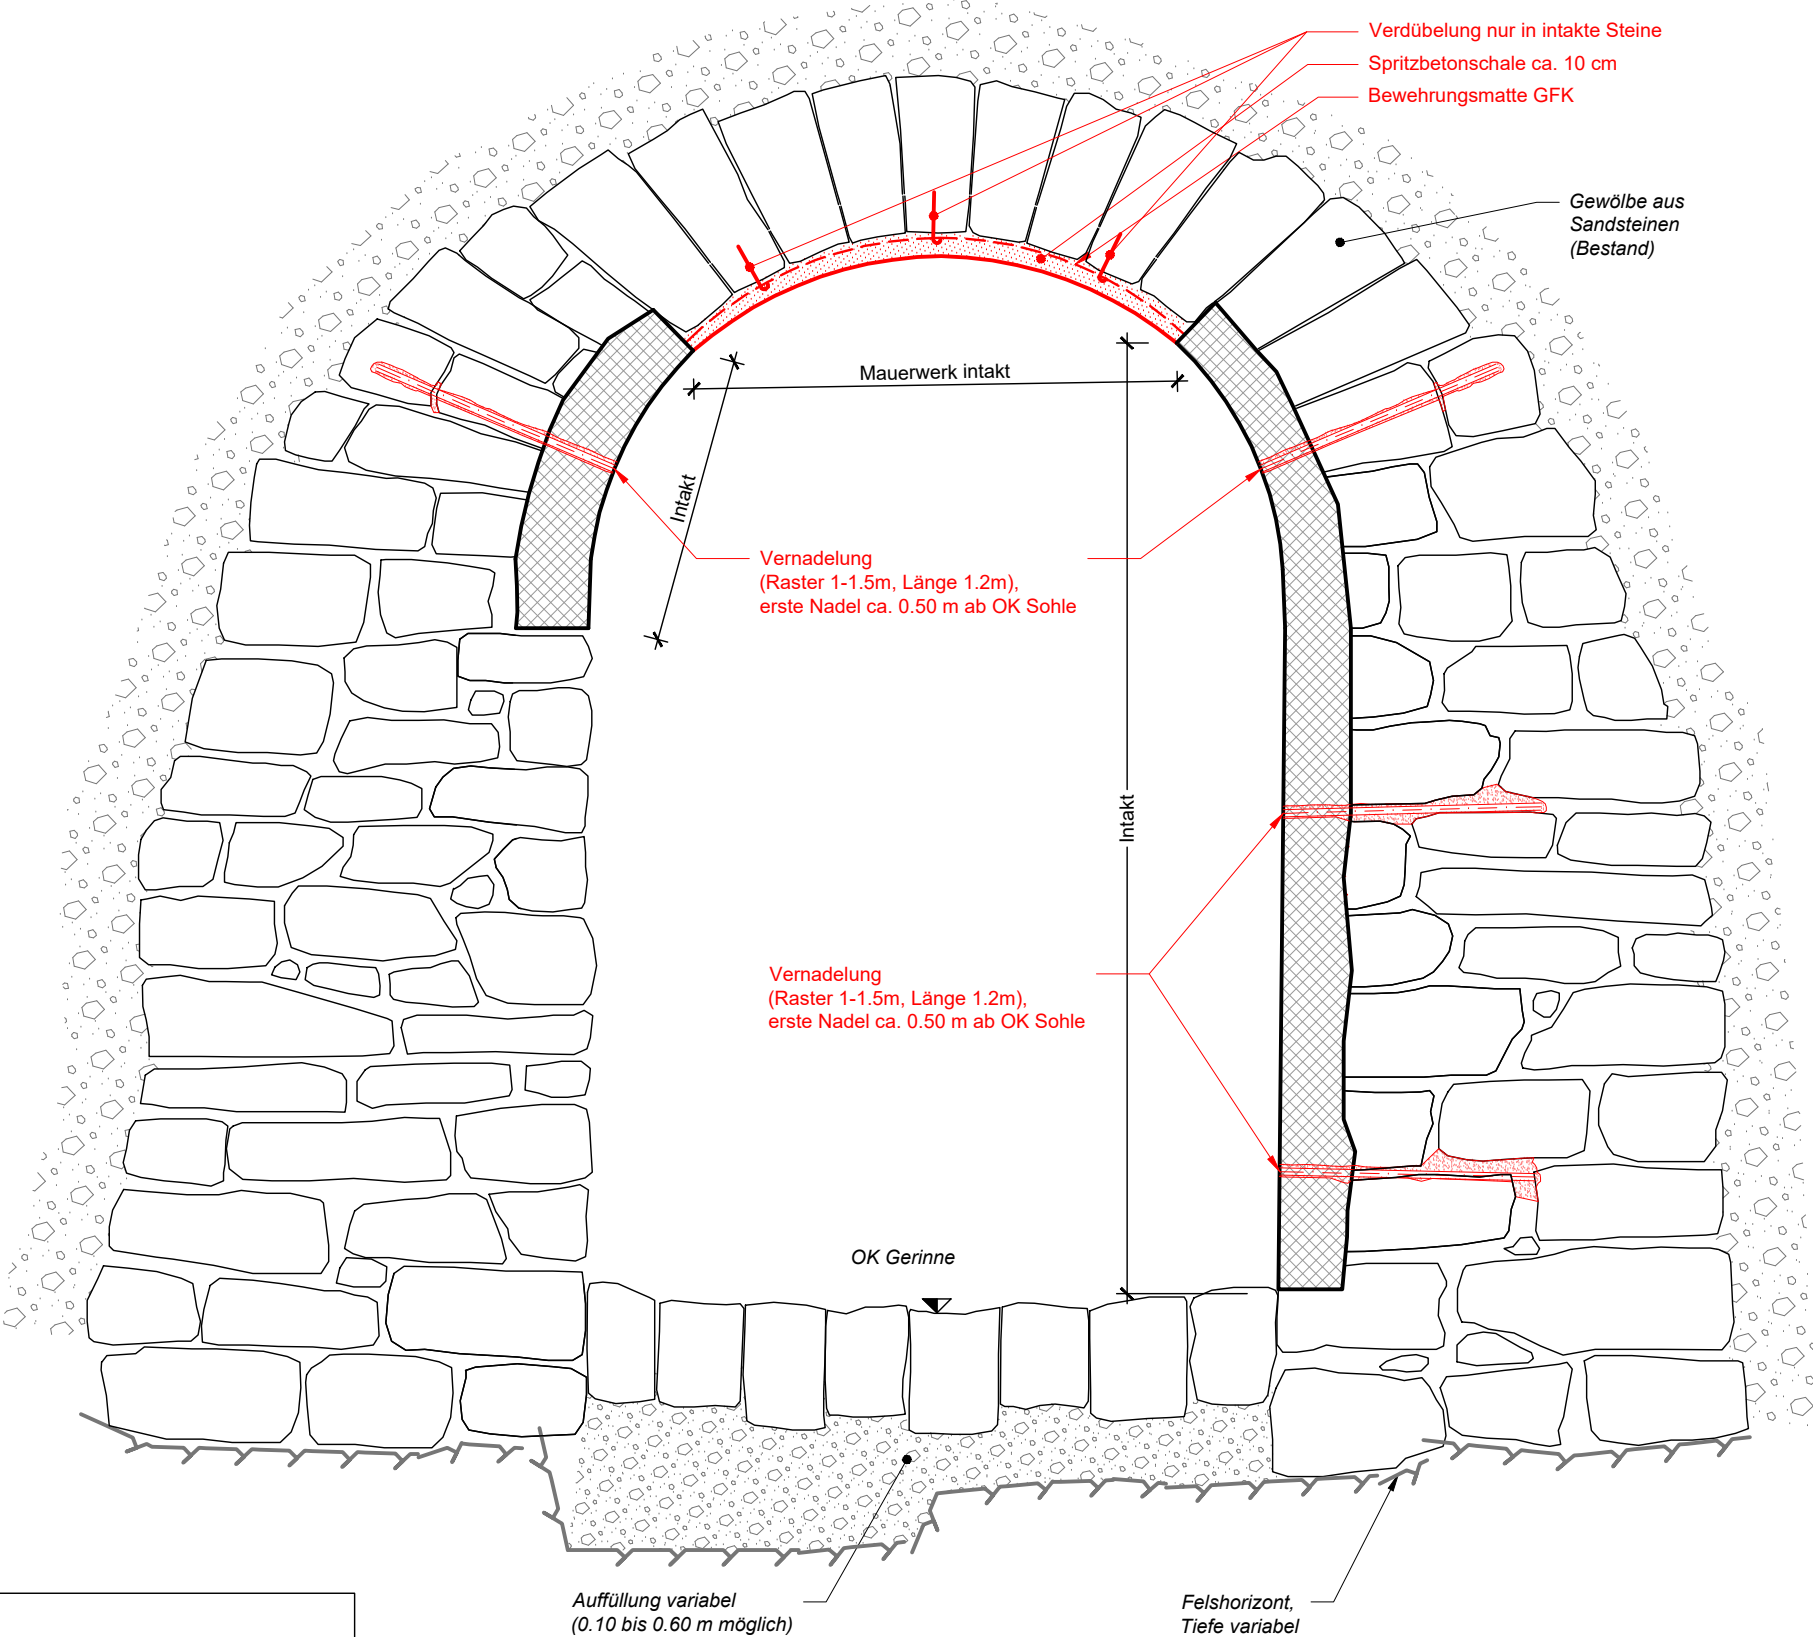 Verdübelung nur in intakte Steine
Spritzbetonschale ca. 10 cm
Bewehrungsmatte GFK
Gewölbe aus
Sandsteinen
(Bestand)
Mauerwerk intakt
Intakt
Vernadelung
(Raster 1-1.5m, Länge 1.2m),
erste Nadel ca. 0.50 m ab OK Sohle
Intakt
Vernadelung
(Raster 1-1.5m, Länge 1.2m),
erste Nadel ca. 0.50 m ab OK Sohle
OK Gerinne
Auffüllung variabel
(0.10 bis 0.60 m möglich)
Felshorizont,
Tiefe variabel